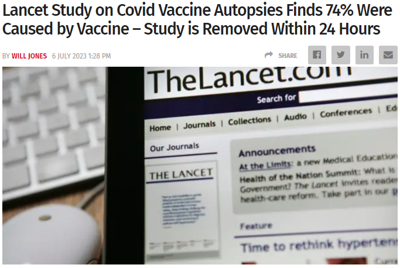 Lancet Study on Covid Vaccine Autopsies Finds 74% Were
Caused by Vaccine – Study is Removed Within 24 Hours
BY WILL JONES 6 JULY 2023 1:28 PM
SHARE
TheLancet.com
Search for
Home | Journals | Collections | Audio | Conferences |
Our Journals
THE LANCET
Announcements
At the Limits: a new Medical Education
Health of the Nation Summit: What is
Government? The Lancet invites reader
health-care reform. Take part in our
Feature
Time to rethink hypertens